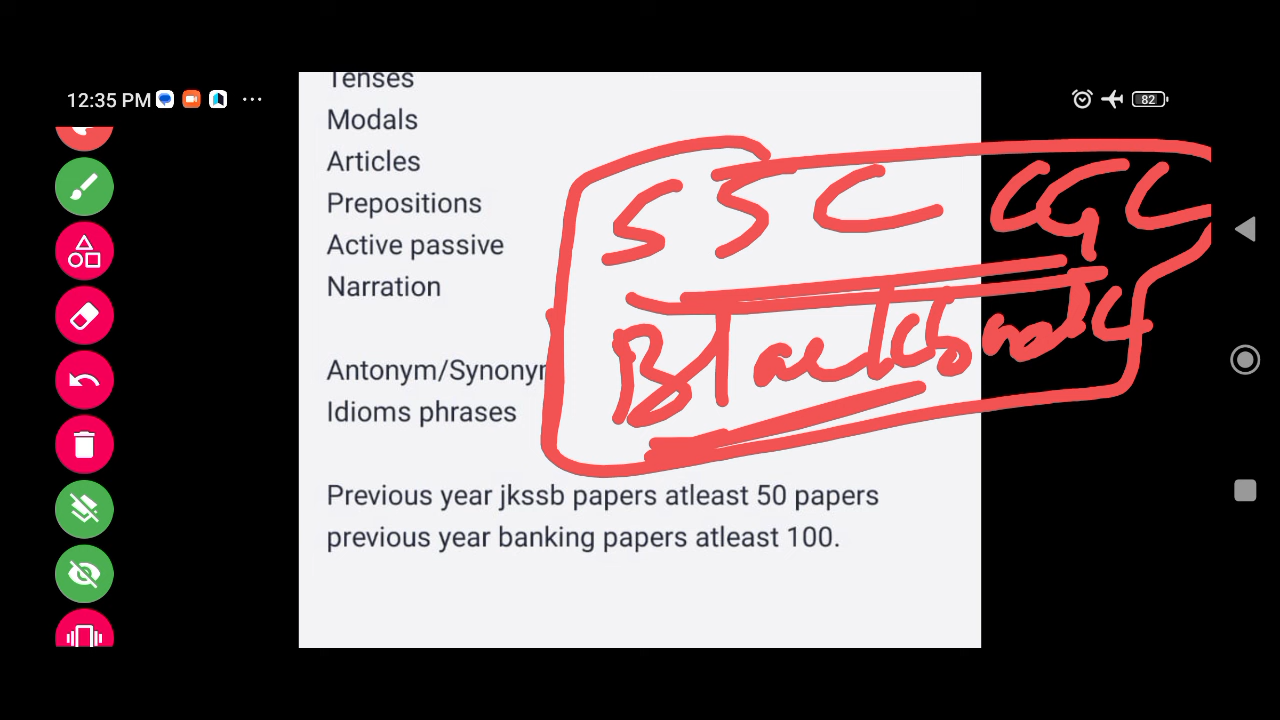 12:35 PM
82
Tenses
Modals
Articles
Prepositions
Active passive
Narration
SSC CGL
Blackbook
Antonym/Synonym
Idioms phrases
Previous year jkssb papers atleast 50 papers
previous year banking papers atleast 100.